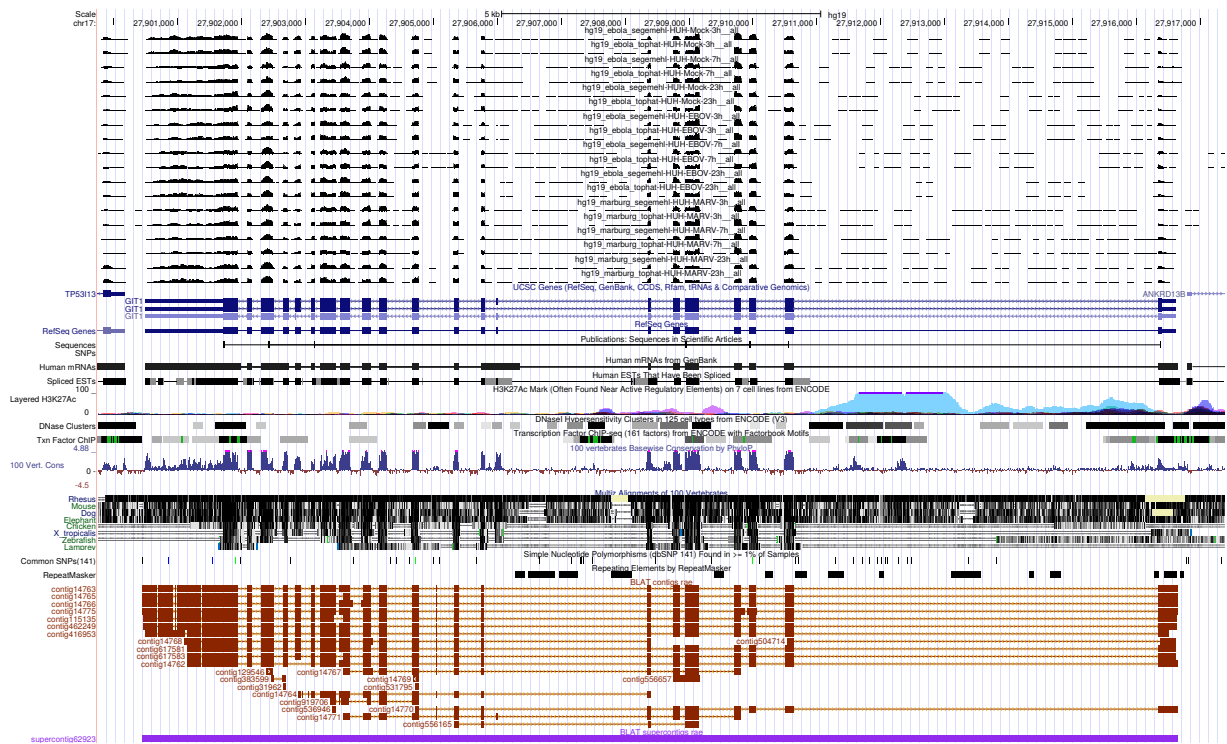 Scale 5 kb hg19
chr17: 27,901,000 27,902,000 27,903,000 27,904,000 27,905,000 27,906,000 27,907,000 27,908,000 27,909,000 27,910,000 27,911,000 27,912,000 27,913,000 27,914,000 27,915,000 27,916,000 27,917,000
hg19_ebola_segemehl-HUH-Mock-3h__all
hg19_ebola_tophat-HUH-Mock-3h__all
hg19_ebola_segemehl-HUH-Mock-7h__all
hg19_ebola_tophat-HUH-Mock-7h__all
hg19_ebola_segemehl-HUH-Mock-23h__all
hg19_ebola_tophat-HUH-Mock-23h__all
hg19_ebola_segemehl-HUH-EBOV-3h__all
hg19_ebola_tophat-HUH-EBOV-3h__all
hg19_ebola_segemehl-HUH-EBOV-7h__all
hg19_ebola_tophat-HUH-EBOV-7h__all
hg19_ebola_segemehl-HUH-EBOV-23h__all
hg19_ebola_tophat-HUH-EBOV-23h__all
hg19_marburg_segemehl-HUH-MARV-3h__all
hg19_marburg_tophat-HUH-MARV-3h__all
hg19_marburg_segemehl-HUH-MARV-7h__all
hg19_marburg_tophat-HUH-MARV-7h__all
hg19_marburg_segemehl-HUH-MARV-23h__all
hg19_marburg_tophat-HUH-MARV-23h__all
UCSC Genes (RefSeq, GenBank, CCDS, Rfam, tRNAs & Comparative Genomics)
TP53I13 ANKRD13B
GIT1
GIT1
GIT1
RefSeq Genes
RefSeq Genes
Publications: Sequences in Scientific Articles
Sequences
SNPs
Human mRNAs from GenBank
Human mRNAs
Human ESTs That Have Been Spliced
Spliced ESTs
H3K27Ac Mark (Often Found Near Active Regulatory Elements) on 7 cell lines from ENCODE
100
Layered H3K27Ac
0
DNaseI Hypersensitivity Clusters in 125 cell types from ENCODE (V3)
DNase Clusters
Transcription Factor ChIP-seq (161 factors) from ENCODE with Factorbook Motifs
Txn Factor ChIP
100 vertebrates Basewise Conservation by PhyloP
4.88
100 Vert. Cons
0
-4.5
Multiz Alignments of 100 Vertebrates
Rhesus
Mouse
Dog
Elephant
Chicken
X_tropicalis
Zebrafish
Lamprey
Simple Nucleotide Polymorphisms (dbSNP 141) Found in >= 1% of Samples
Common SNPs(141)
Repeating Elements by RepeatMasker
RepeatMasker
BLAT contigs rae
contig14763
contig14765
contig14766
contig14775
contig115135
contig462249
contig416953
contig14768 contig504714
contig617581
contig617583
contig14762
contig129546 contig14767
contig383599 contig14769 contig556657
contig31962 contig531795
contig14764
contig919706
contig536946 contig14770
contig14771
contig556165
BLAT supercontigs rae
supercontig62923